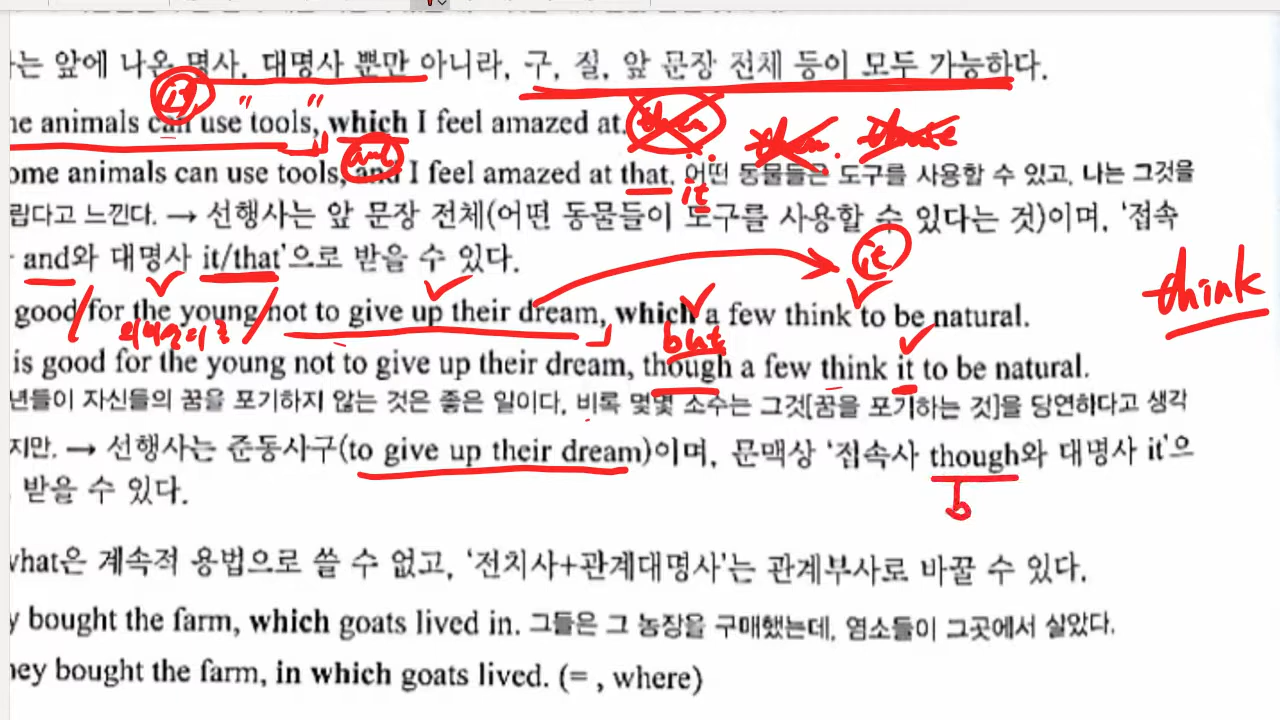 는 앞에 나온 명사, 대명사 뿐만 아니라, 구, 절, 앞 문장 전체 등이 모두 가능하다.
it " "
me animals can use tools, which I feel amazed at. them them. those
and
ome animals can use tools, and I feel amazed at that. 어떤 동물들은 도구를 사용할 수 있고, 나는 그것을
it
럽다고 느낀다. → 선행사는 앞 문장 전체(어떤 동물들이 도구를 사용할 수 있다는 것)이며, '접속
and와 대명사 it/that'으로 받을 수 있다.
it
think
good for the young not to give up their dream, which a few think to be natural.
의미상의주 but
is good for the young not to give up their dream, though a few think it to be natural.
년들이 자신들의 꿈을 포기하지 않는 것은 좋은 일이다, 비록 몇몇 소수는 그것[꿈을 포기하는 것]을 당연하다고 생각
지만. → 선행사는 준동사구(to give up their dream)이며, 문맥상 '접속사 though와 대명사 it'으
b
받을 수 있다.
what은 계속적 용법으로 쓸 수 없고, '전치사+관계대명사'는 관계부사로 바꿀 수 있다.
y bought the farm, which goats lived in. 그들은 그 농장을 구매했는데, 염소들이 그곳에서 살았다.
hey bought the farm, in which goats lived. (= , where)